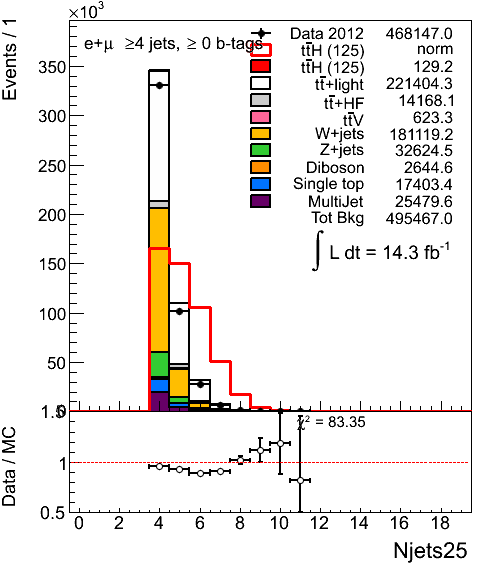 ×10³
Events / 1
e+μ ≥4 jets, ≥ 0 b-tags
Data 2012 468147.0
tt̄H (125) norm
tt̄H (125) 129.2
tt̄+light 221404.3
tt̄+HF 14168.1
tt̄V 623.3
W+jets 181119.2
Z+jets 32624.5
Diboson 2644.6
Single top 17403.4
MultiJet 25479.6
Tot Bkg 495467.0
∫ L dt = 14.3 fb⁻¹
350
300
250
200
150
100
50
0
χ² = 83.35
Data / MC
1.5
1
0.5
0 2 4 6 8 10 12 14 16 18
Njets25